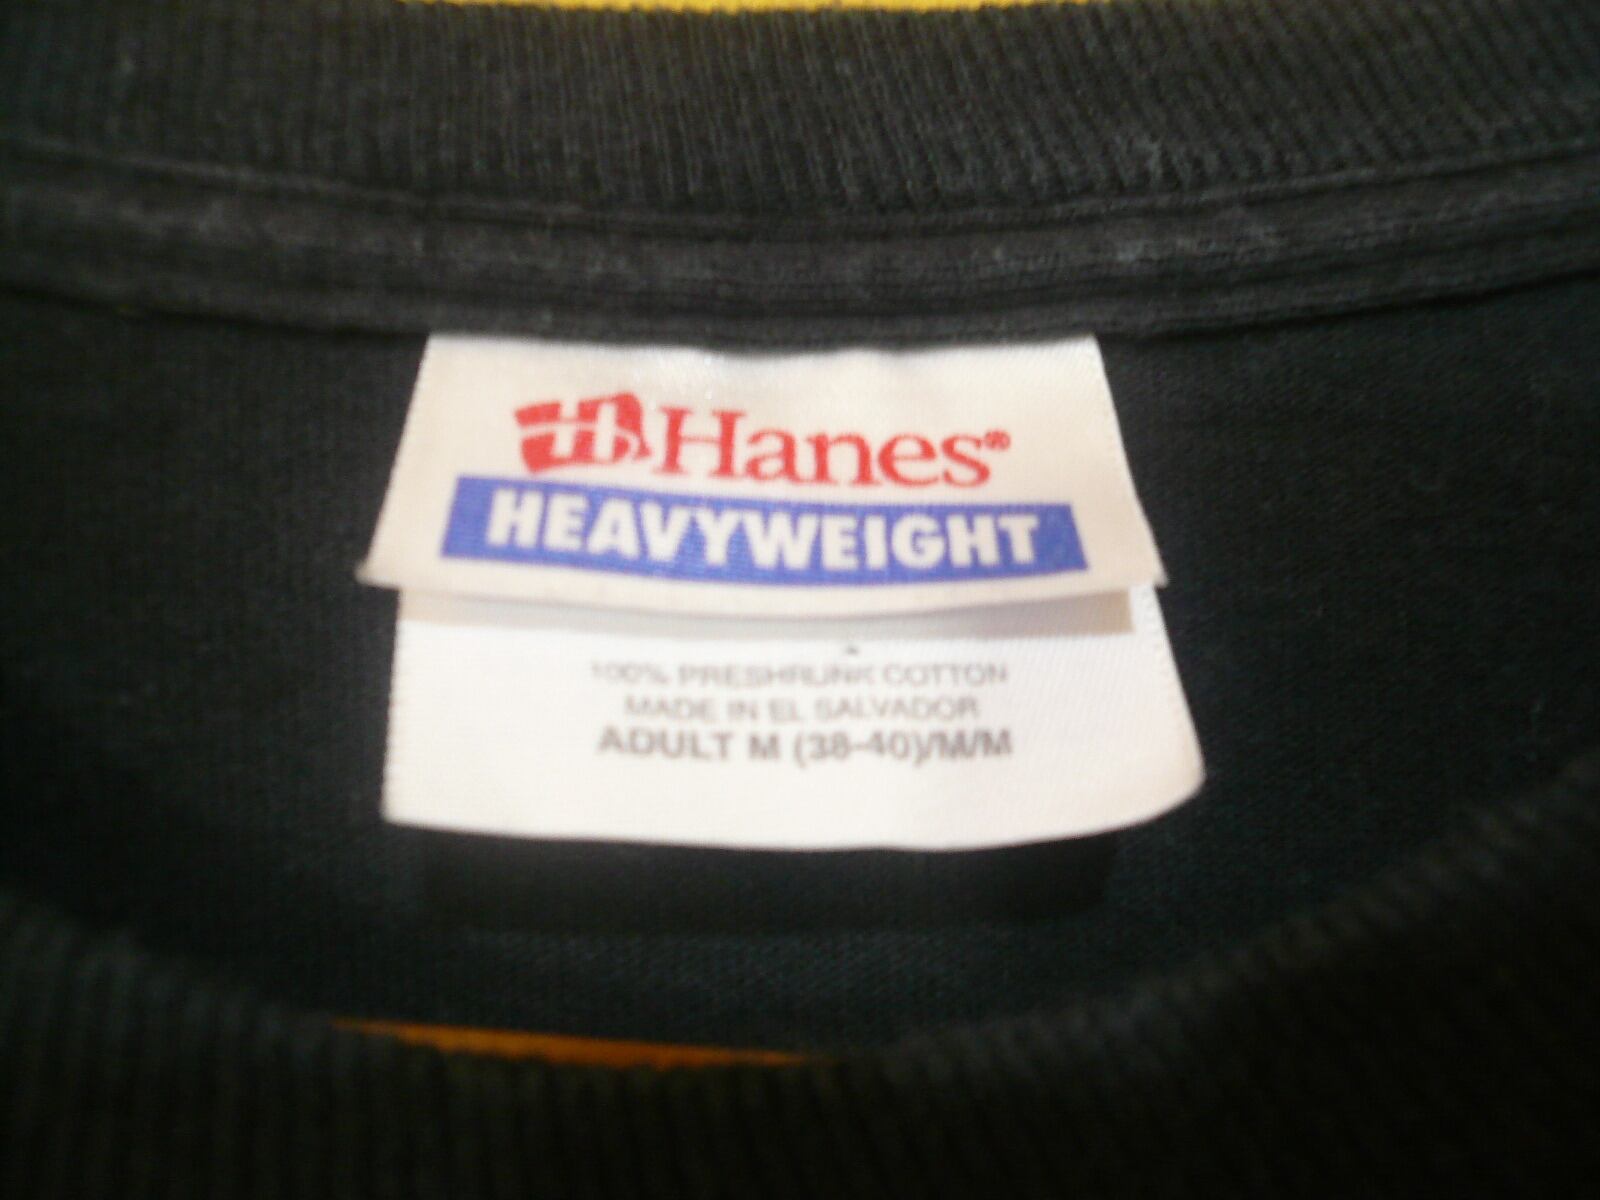 Hanes®
HEAVYWEIGHT
100% PRESHRUNK COTTON
MADE IN EL SALVADOR
ADULT M (38-40)/M/M